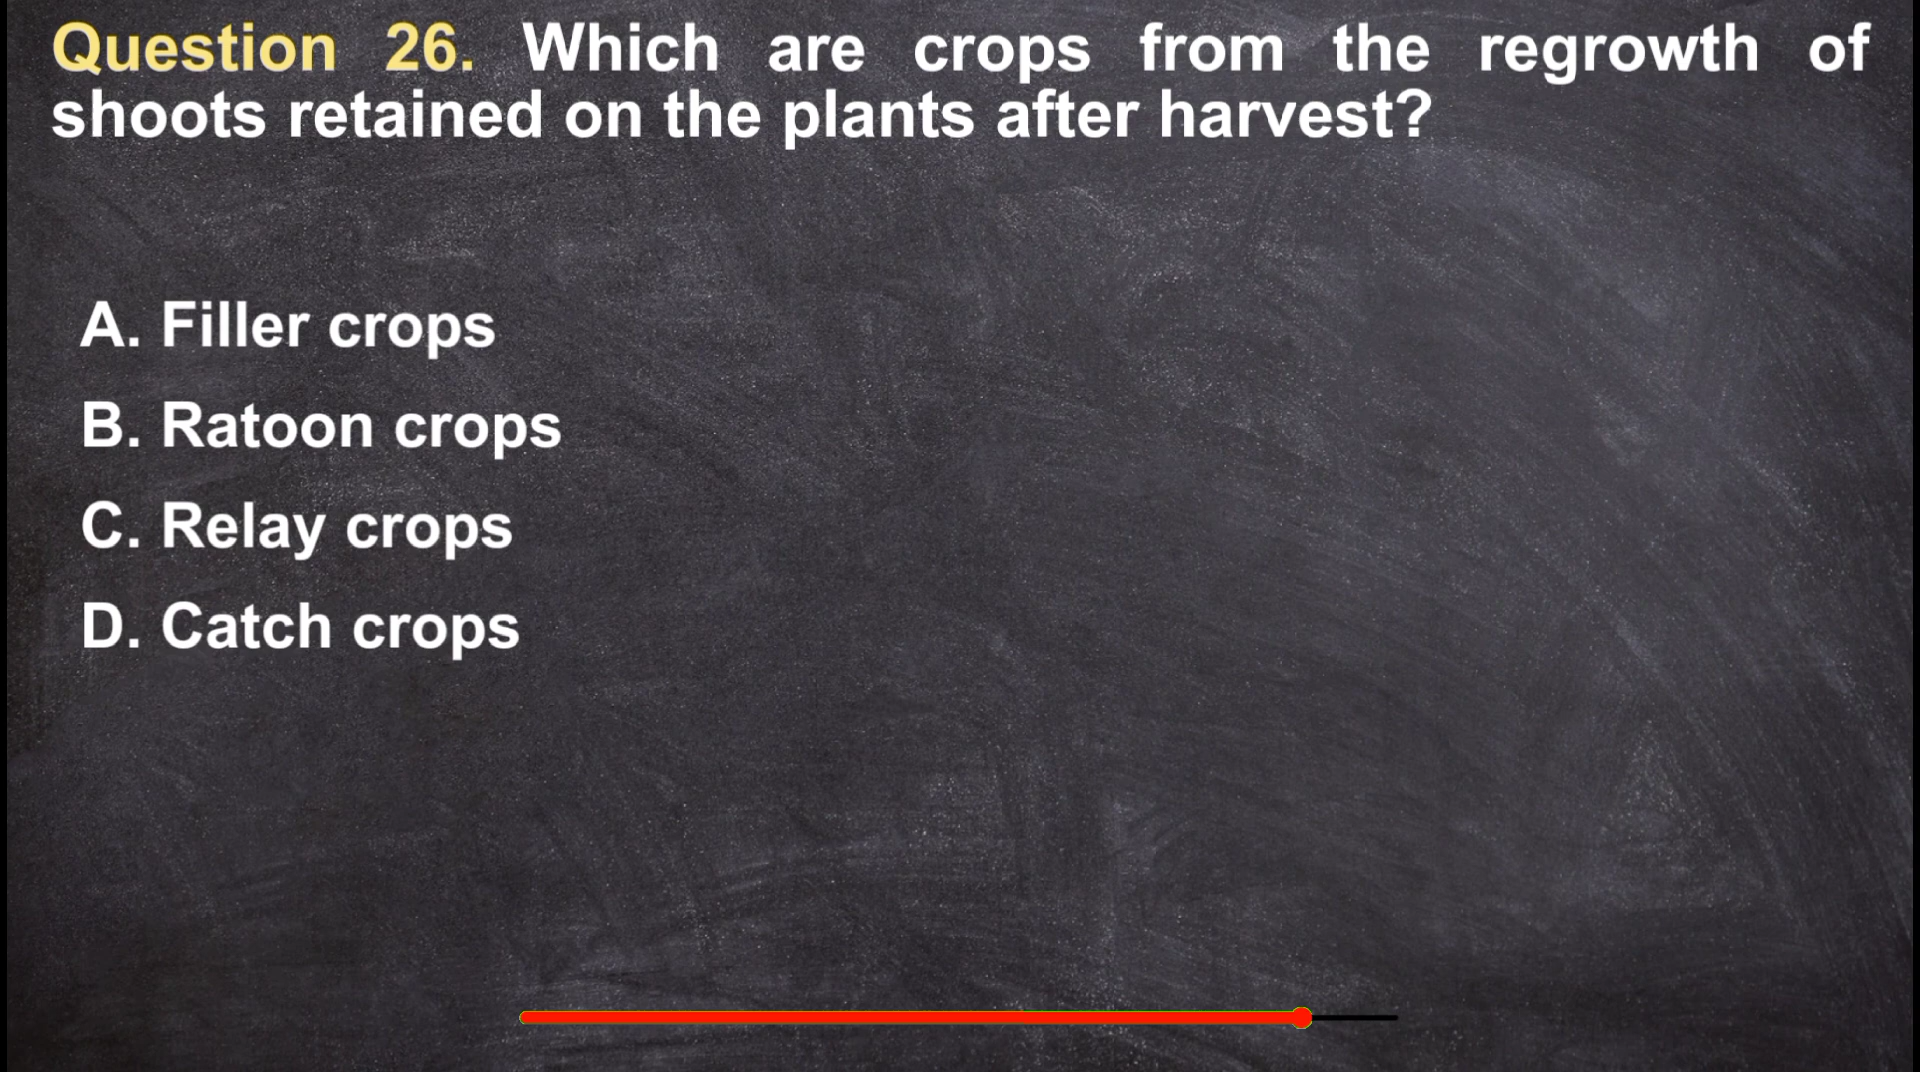 Question 26. Which are crops from the regrowth of
shoots retained on the plants after harvest?
A. Filler crops
B. Ratoon crops
C. Relay crops
D. Catch crops